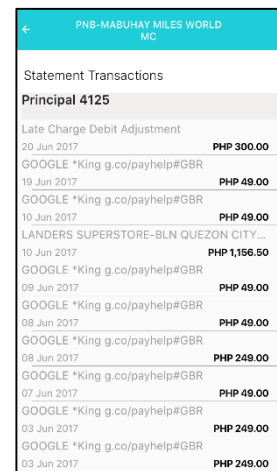 PNB-MABUHAY MILES WORLD
MC
Statement Transactions
Principal 4125
Late Charge Debit Adjustment
20 Jun 2017 PHP 300.00
GOOGLE *King g.co/payhelp#GBR
19 Jun 2017 PHP 49.00
GOOGLE *King g.co/payhelp#GBR
10 Jun 2017 PHP 49.00
LANDERS SUPERSTORE-BLN QUEZON CITY...
10 Jun 2017 PHP 1,156.50
GOOGLE *King g.co/payhelp#GBR
09 Jun 2017 PHP 49.00
GOOGLE *King g.co/payhelp#GBR
08 Jun 2017 PHP 49.00
GOOGLE *King g.co/payhelp#GBR
08 Jun 2017 PHP 249.00
GOOGLE *King g.co/payhelp#GBR
07 Jun 2017 PHP 49.00
GOOGLE *King g.co/payhelp#GBR
03 Jun 2017 PHP 249.00
GOOGLE *King g.co/payhelp#GBR
03 Jun 2017 PHP 249.00